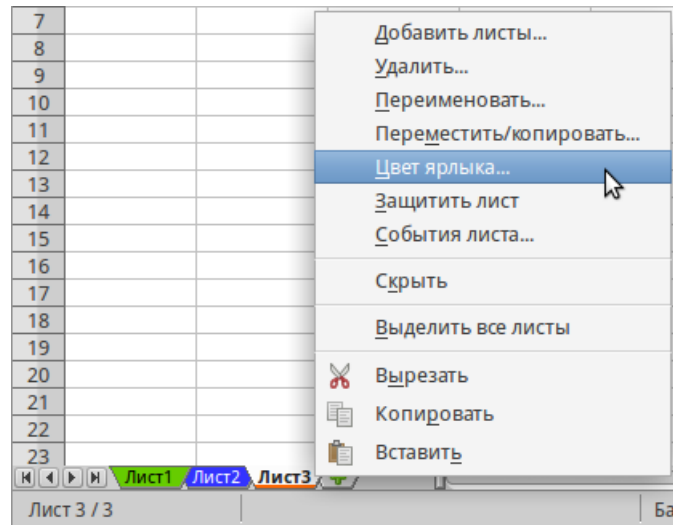 7
8
9
10
11
12
13
14
15
16
17
18
19
20
21
22
23
Добавить листы...
Удалить...
Переименовать...
Переместить/копировать...
Цвет ярлыка...
Защитить лист
События листа...
Скрыть
Выделить все листы
Вырезать
Копировать
Вставить
Лист1 Лист2 Лист3
Лист 3 / 3
Ба